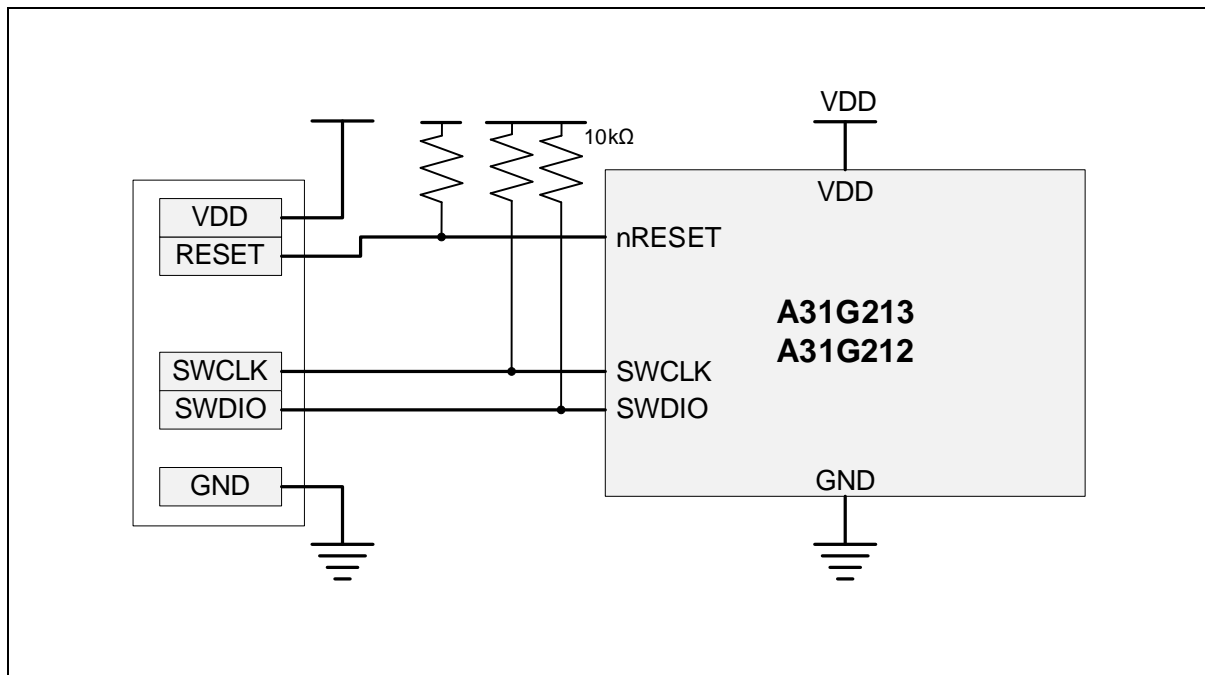 VDD
10kΩ
VDD
VDD
nRESET
RESET
A31G213
A31G212
SWCLK
SWCLK
SWDIO
SWDIO
GND
GND